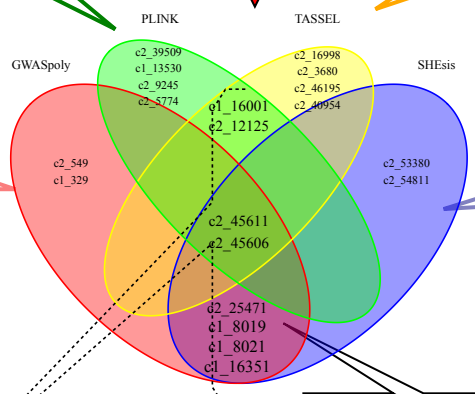 PLINK
TASSEL
GWASpoly
SHEsis
c2_39509
c1_13530
c2_9245
c2_5774
c2_16998
c2_3680
c2_46195
c2_40954
c1_16001
c2_12125
c2_549
c1_329
c2_53380
c2_54811
c2_45611
c2_45606
c2_25471
c1_8019
c1_8021
c1_16351